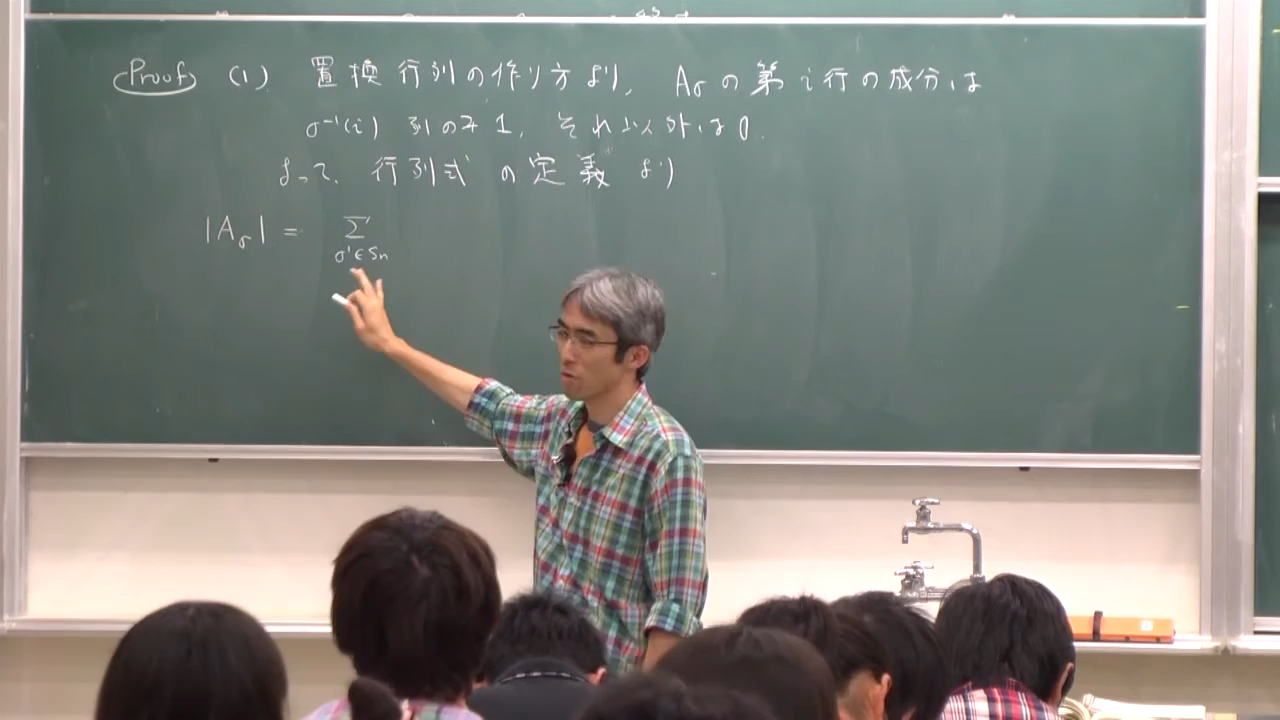 Proof (1) 置換行列の作り方より, Aσの第i行の成分は
σ⁻¹(i) 列のみ 1, それ以外は 0.
よって, 行列式の定義より
|Aσ| = Σ
σ'∈Sn